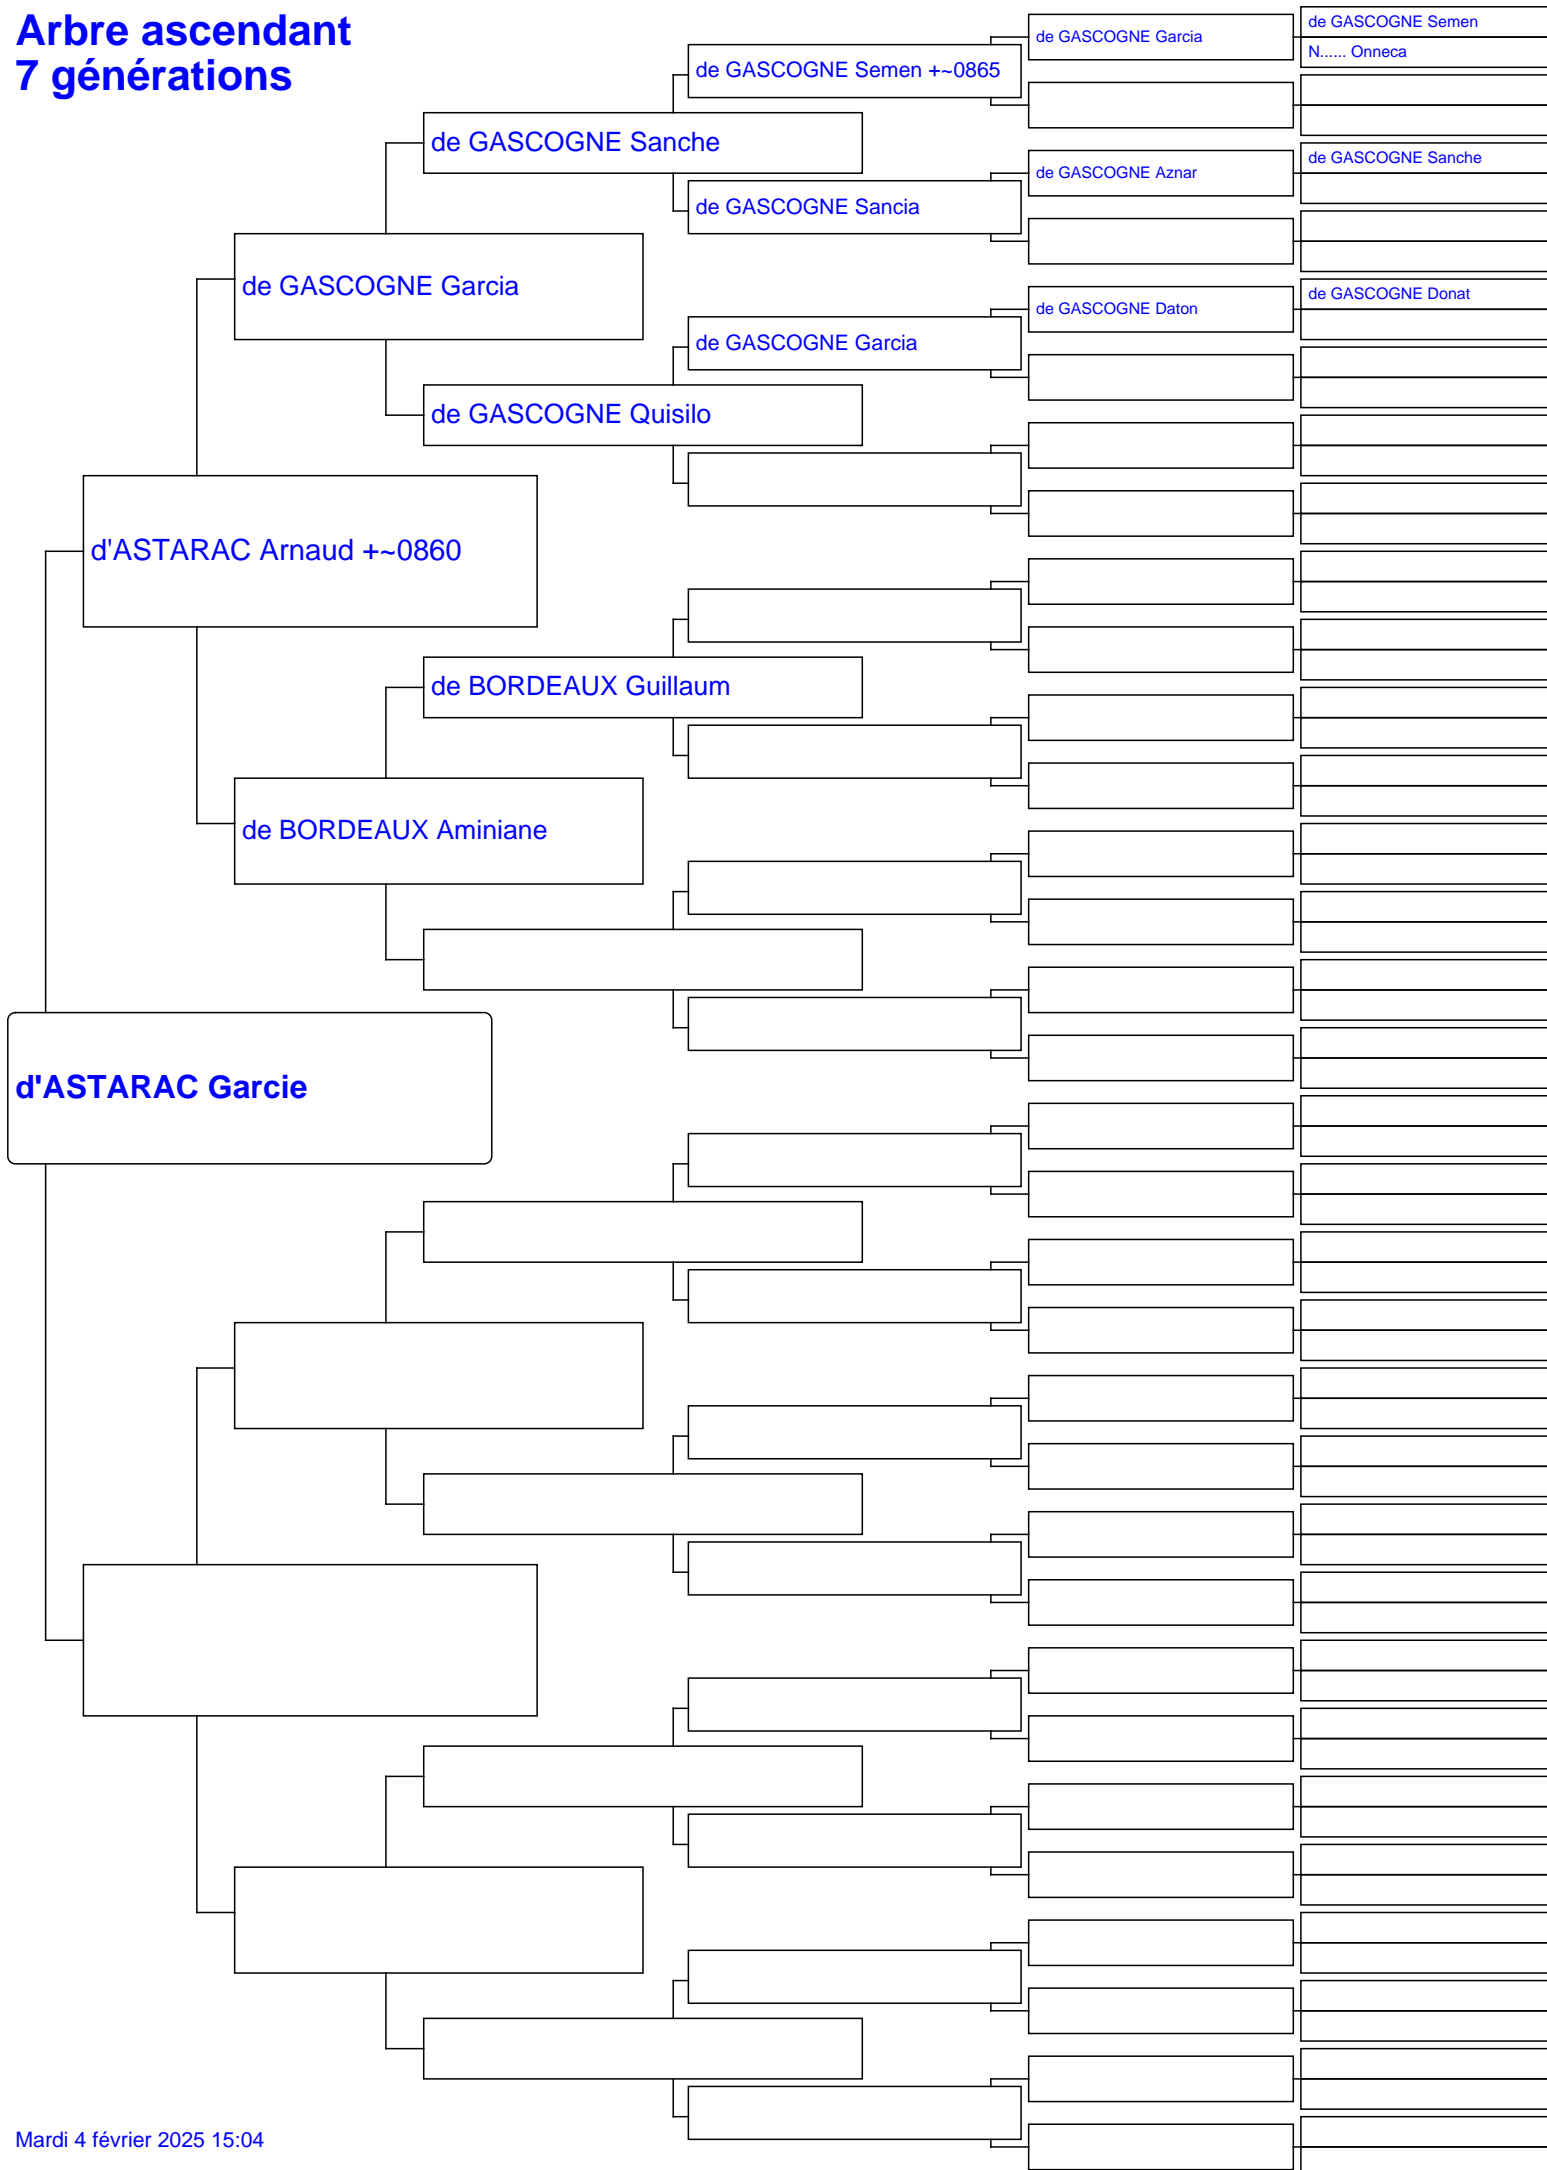 Arbre ascendant
7 générations
de GASCOGNE Semen
de GASCOGNE Garcia
N...... Onneca
de GASCOGNE Semen +~0865
de GASCOGNE Sanche
de GASCOGNE Sanche
de GASCOGNE Aznar
de GASCOGNE Sancia
de GASCOGNE Garcia
de GASCOGNE Donat
de GASCOGNE Daton
de GASCOGNE Garcia
de GASCOGNE Quisilo
d'ASTARAC Arnaud +~0860
de BORDEAUX Guillaum
de BORDEAUX Aminiane
d'ASTARAC Garcie
Mardi 4 février 2025 15:04